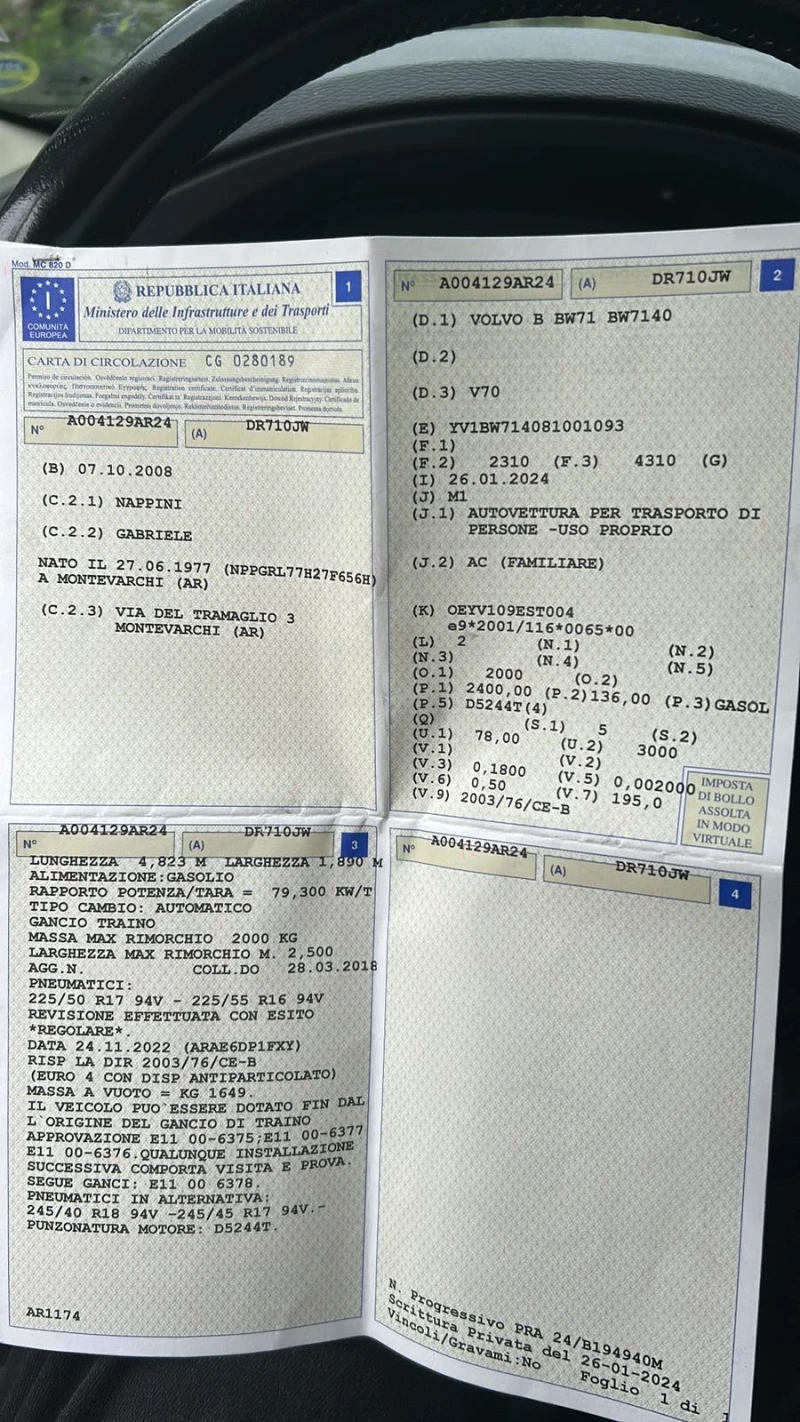 Mod. MC 820 D
COMUNITÀ
EUROPEA
I
REPUBBLICA ITALIANA
Ministero delle Infrastrutture e dei Trasporti
DIPARTIMENTO PER LA MOBILITÀ SOSTENIBILE
1
CARTA DI CIRCOLAZIONE CG 0280189
N° A004129AR24 (A) DR710JW
(B) 07.10.2008
(C.2.1) NAPPINI
(C.2.2) GABRIELE
NATO IL 27.06.1977 (NPPGRL77H27F656H)
A MONTEVARCHI (AR)
(C.2.3) VIA DEL TRAMAGLIO 3
MONTEVARCHI (AR)
N° A004129AR24 (A) DR710JW 2
(D.1) VOLVO B BW71 BW7140
(D.2)
(D.3) V70
(E) YV1BW714081001093
(F.1)
(F.2) 2310 (F.3) 4310 (G)
(I) 26.01.2024
(J) M1
(J.1) AUTOVETTURA PER TRASPORTO DI
PERSONE -USO PROPRIO
(J.2) AC (FAMILIARE)
(K) OEYV109EST004
e9*2001/116*0065*00
(L) 2 (N.1) (N.2)
(N.3) (N.4) (N.5)
(O.1) 2000 (O.2)
(P.1) 2400,00 (P.2)136,00 (P.3)GASOL
(P.5) D5244T(4)
(Q) (S.1) 5 (S.2)
(U.1) 78,00 (U.2) 3000
(V.1) (V.2)
(V.3) 0,1800 (V.5) 0,002000
(V.6) 0,50 (V.7) 195,0
(V.9) 2003/76/CE-B
IMPOSTA
DI BOLLO
ASSOLTA
IN MODO
VIRTUALE
N° A004129AR24 (A) DR710JW 3
LUNGHEZZA 4,823 M LARGHEZZA 1,890 M
ALIMENTAZIONE:GASOLIO
RAPPORTO POTENZA/TARA = 79,300 KW/T
TIPO CAMBIO: AUTOMATICO
GANCIO TRAINO
MASSA MAX RIMORCHIO 2000 KG
LARGHEZZA MAX RIMORCHIO M. 2,500
AGG.N. COLL.DO 28.03.2018
PNEUMATICI:
225/50 R17 94V - 225/55 R16 94V
REVISIONE EFFETTUATA CON ESITO
*REGOLARE*.
DATA 24.11.2022 (ARAE6DP1FXY)
RISP LA DIR 2003/76/CE-B
(EURO 4 CON DISP ANTIPARTICOLATO)
MASSA A VUOTO = KG 1649.
IL VEICOLO PUO`ESSERE DOTATO FIN DAL
L`ORIGINE DEL GANCIO DI TRAINO
APPROVAZIONE E11 00-6375;E11 00-6377
E11 00-6376.QUALUNQUE INSTALLAZIONE
SUCCESSIVA COMPORTA VISITA E PROVA.
SEGUE GANCI: E11 00 6378.
PNEUMATICI IN ALTERNATIVA:
245/40 R18 94V -245/45 R17 94V.-
PUNZONATURA MOTORE: D5244T.
AR1174
N° A004129AR24 (A) DR710JW 4
N. Progressivo PRA 24/B194940M
Scrittura Privata del 26-01-2024
Vincoli/Gravami:No Foglio 1 di